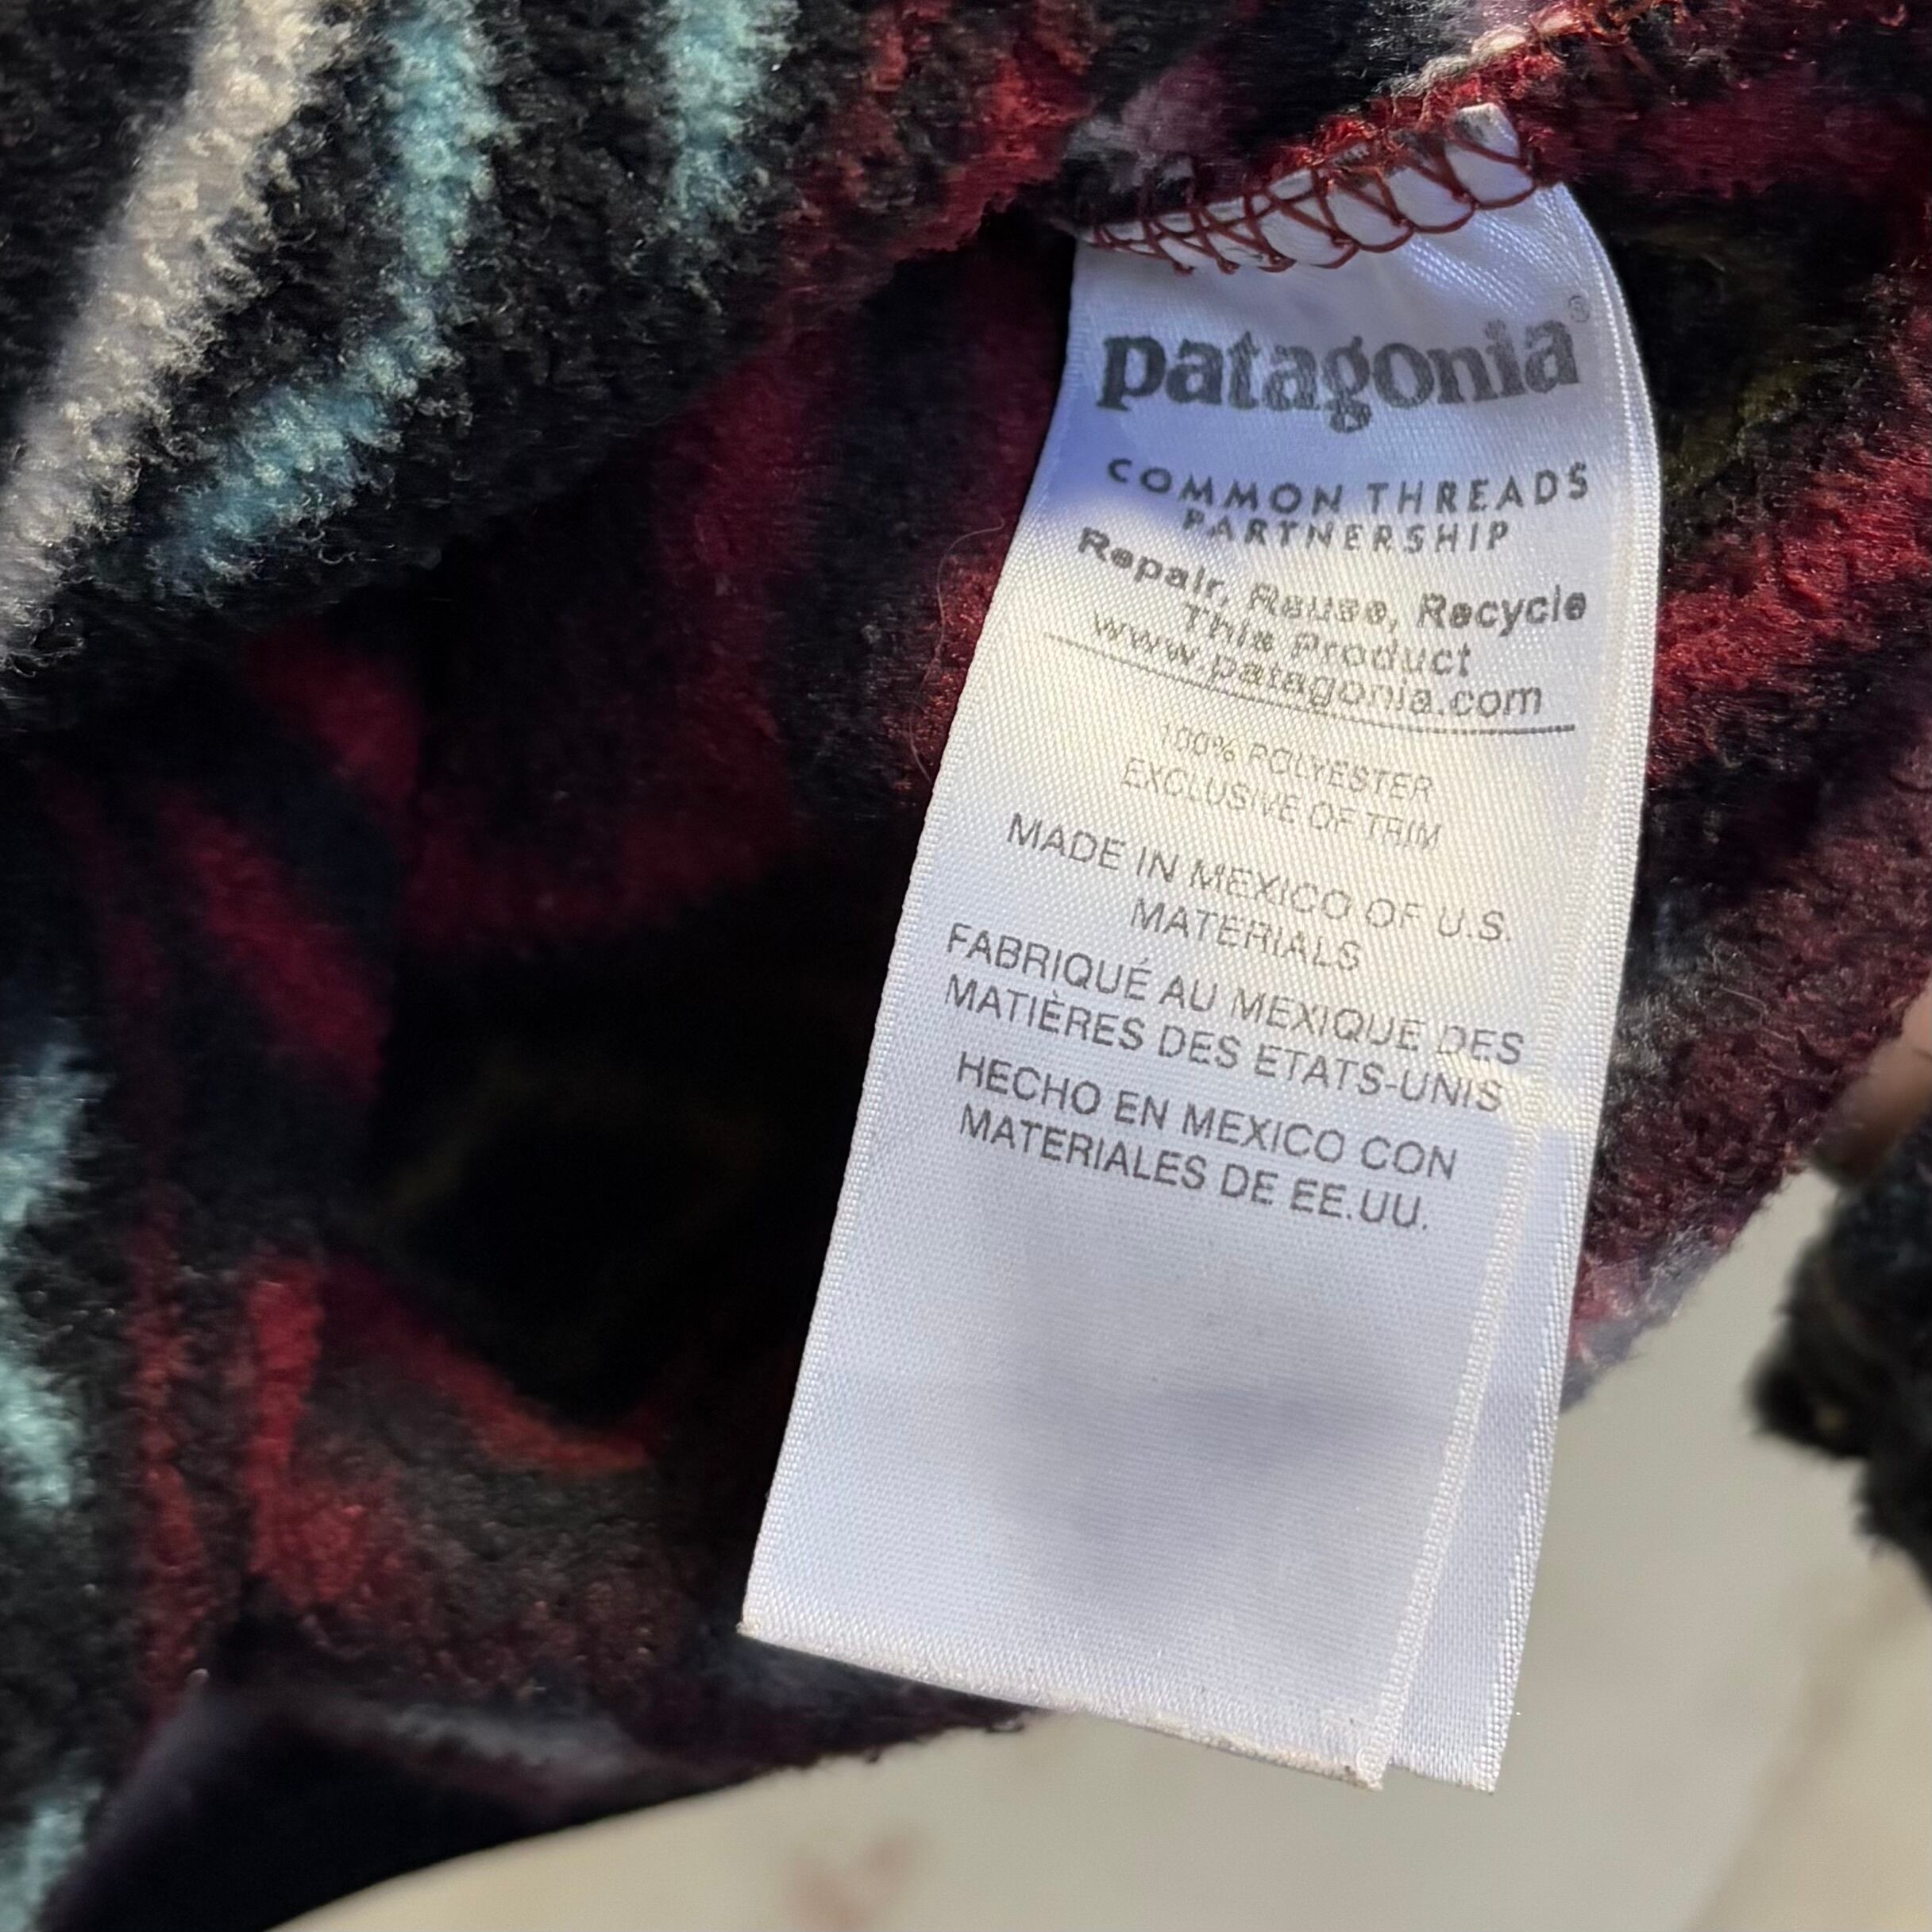 patagonia®
COMMON THREADS
PARTNERSHIP
Repair, Reuse, Recycle
This Product
www.patagonia.com
100% POLYESTER
EXCLUSIVE OF TRIM
MADE IN MEXICO OF U.S.
MATERIALS
FABRIQUÉ AU MEXIQUE DES
MATIÈRES DES ETATS-UNIS
HECHO EN MEXICO CON
MATERIALES DE EE.UU.